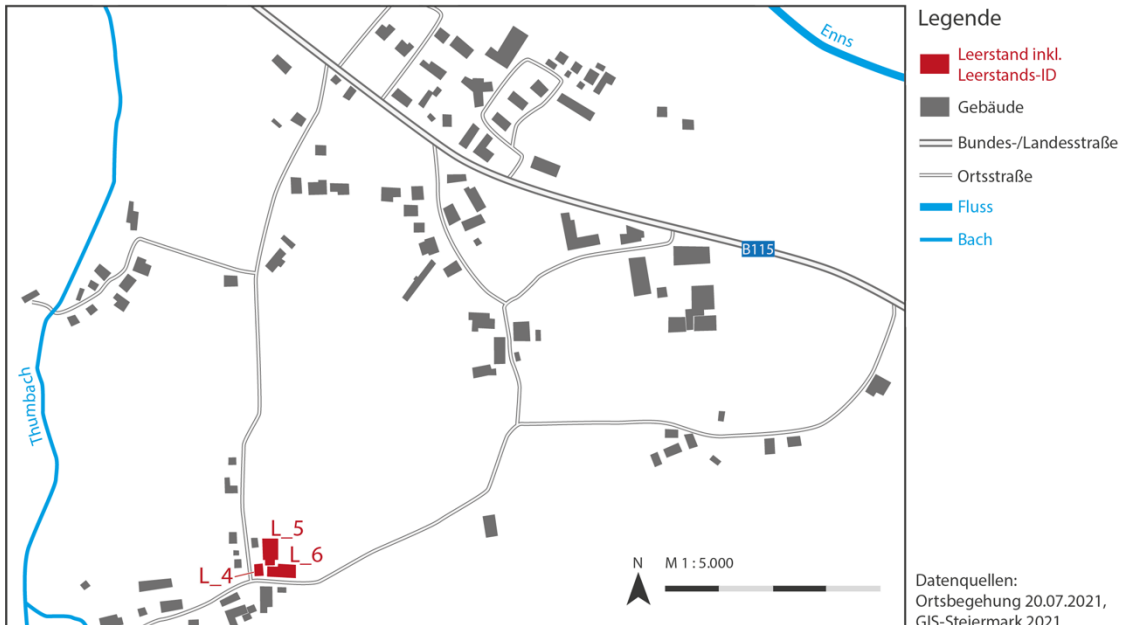 Enns
B115
Thumbach
L_5
L_6
L_4
N
M 1 : 5.000
Legende
Leerstand inkl.
Leerstands-ID
Gebäude
Bundes-/Landesstraße
Ortsstraße
Fluss
Bach
Datenquellen:
Ortsbegehung 20.07.2021,
GIS-Steiermark 2021